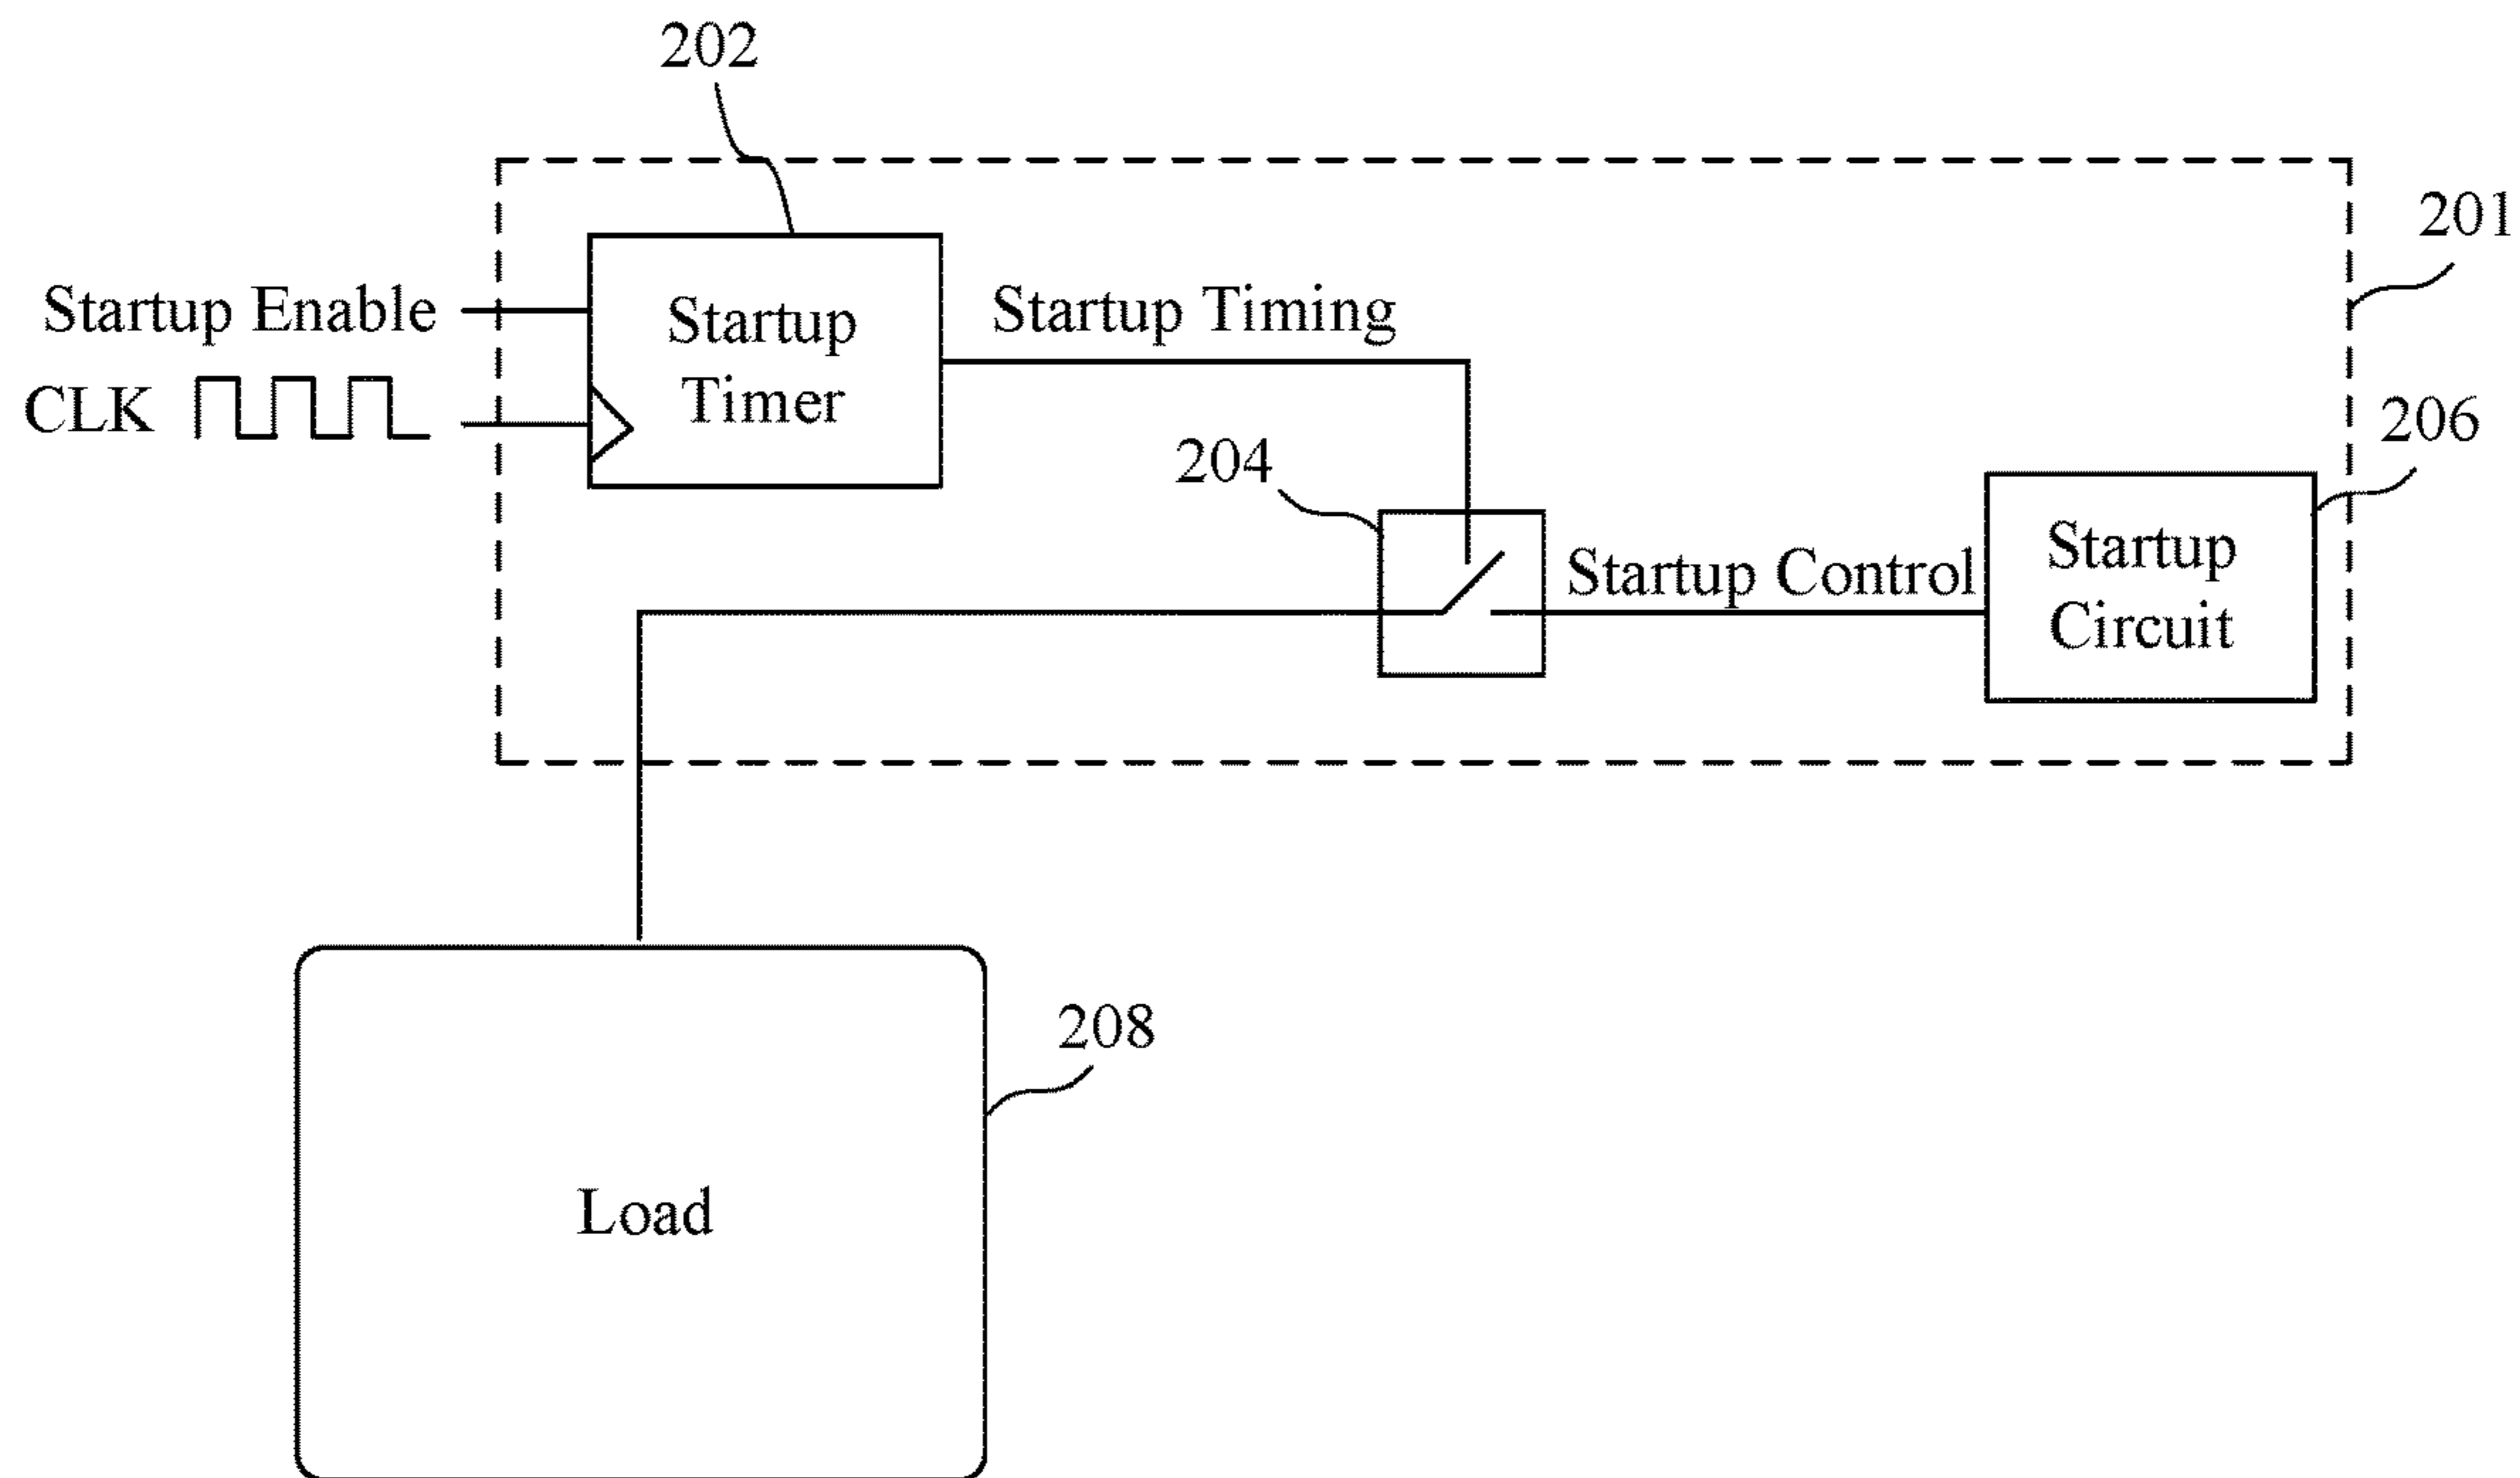 202
201
Startup Enable
Startup
Timer
Startup Timing
CLK
206
204
Startup Control
Startup
Circuit
208
Load